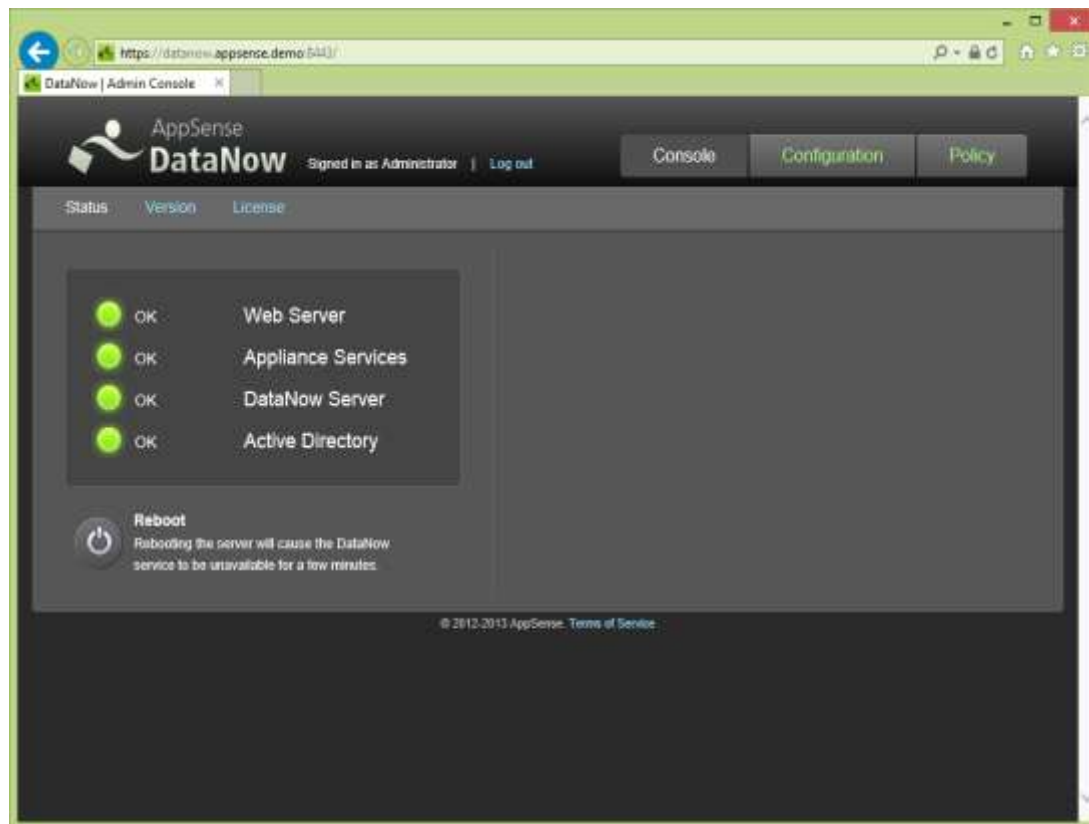 https://datanow.appsense.demo:8443/
DataNow | Admin Console
AppSense
DataNow
Signed in as Administrator | Log out
Console
Configuration
Policy
Status
Version
License
OK Web Server
OK Appliance Services
OK DataNow Server
OK Active Directory
Reboot
Rebooting the server will cause the DataNow
service to be unavailable for a few minutes.
© 2012-2013 AppSense. Terms of Service